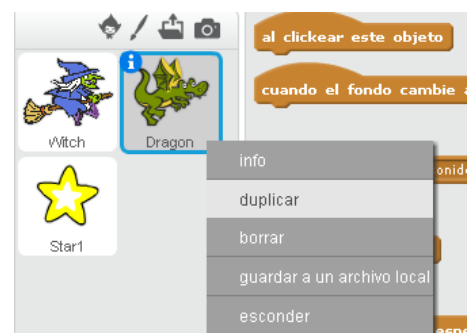 al clickear este objeto
cuando el fondo cambie
Witch
Dragon
Star1
info
duplicar
borrar
guardar a un archivo local
esconder